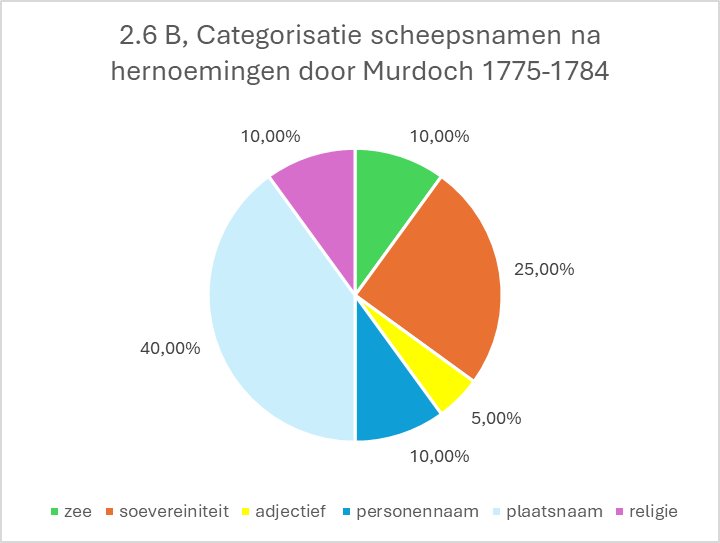 2.6 B, Categorisatie scheepsnamen na
hernoemingen door Murdoch 1775-1784
10,00%
10,00%
25,00%
40,00%
5,00%
10,00%
zee soevereiniteit adjectief personennaam plaatsnaam religie